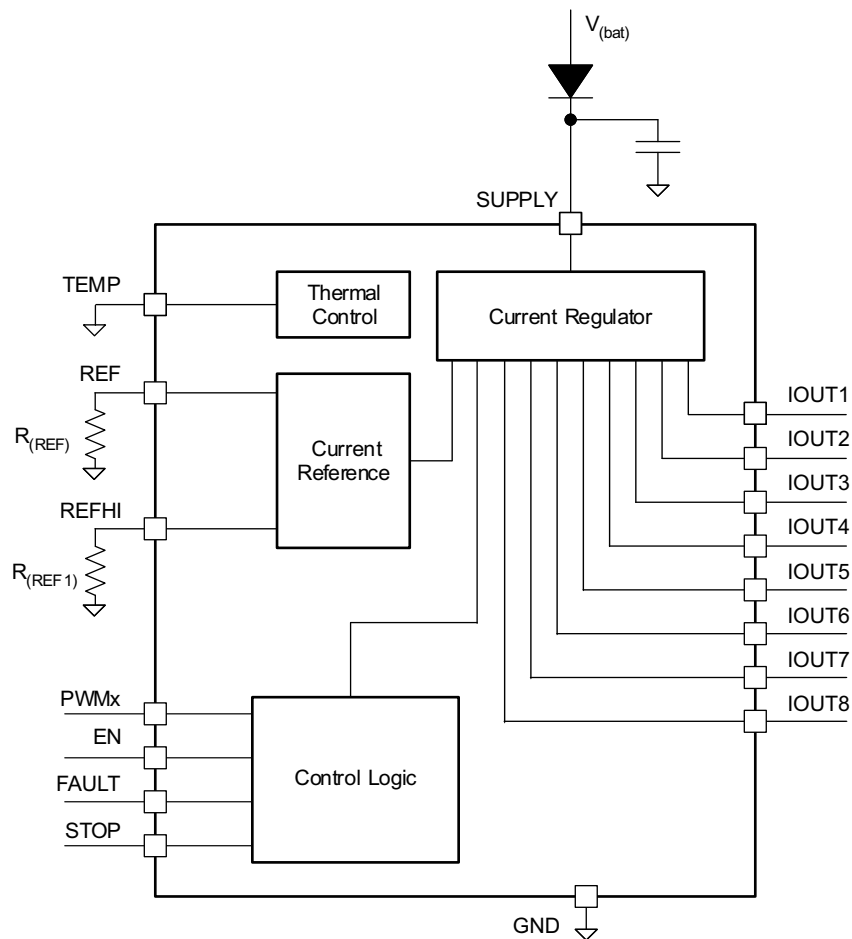 V(bat)
SUPPLY
TEMP
Thermal
Control
Current Regulator
REF
R(REF)
Current
Reference
REFHI
R(REF1)
IOUT1
IOUT2
IOUT3
IOUT4
IOUT5
IOUT6
IOUT7
IOUT8
PWMx
EN
FAULT
STOP
Control Logic
GND